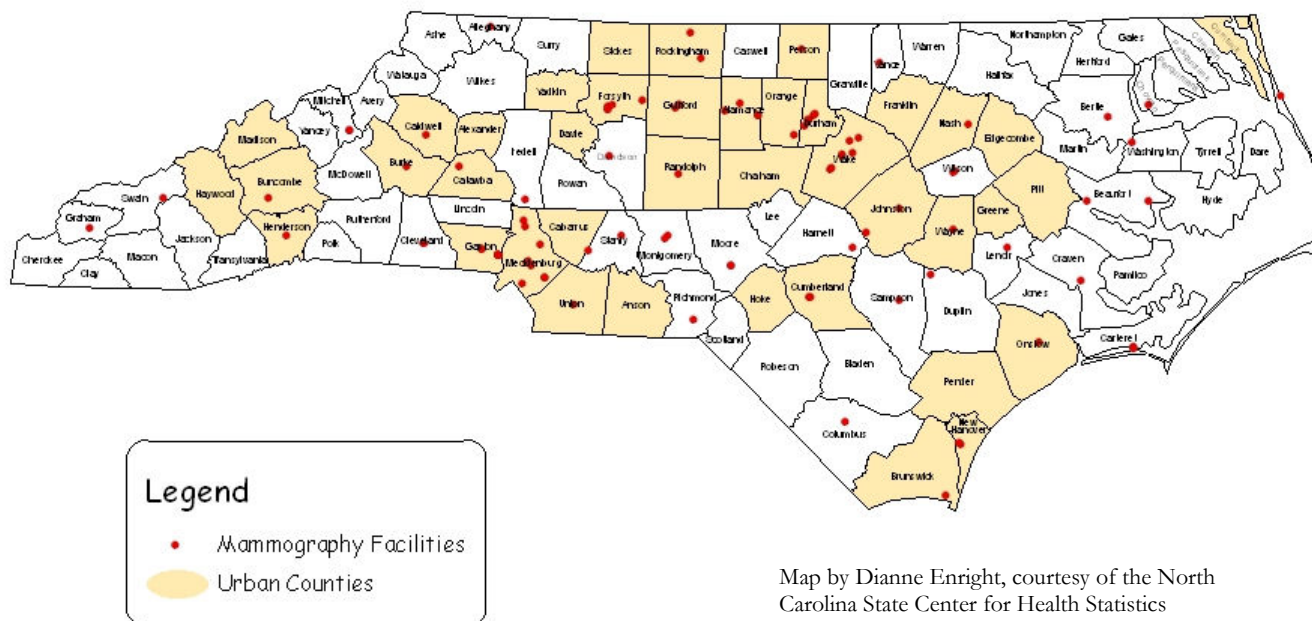 Ashe
Alleghany
Surry
Stokes
Rockingham
Caswell
Person
Granville
Vance
Warren
Northampton
Gates
Hertford
Halifax
Camden
Currituck
Pasquotank
Perquimans
Chowan
Bertie
Watauga
Wilkes
Yadkin
Forsyth
Guilford
Alamance
Orange
Durham
Franklin
Nash
Edgecombe
Martin
Washington
Tyrrell
Dare
Mitchell
Avery
Yancey
Caldwell
Alexander
Davie
Davidson
Iredell
Madison
Burke
Catawba
Rowan
Randolph
Chatham
Wake
Wilson
Pitt
Beaufort
Hyde
Haywood
Buncombe
McDowell
Swain
Graham
Henderson
Rutherford
Lincoln
Cleveland
Gaston
Cabarrus
Stanly
Montgomery
Moore
Lee
Harnett
Johnston
Wayne
Greene
Lenoir
Craven
Pamlico
Jones
Cherokee
Clay
Macon
Jackson
Transylvania
Polk
Mecklenburg
Union
Anson
Richmond
Scotland
Hoke
Cumberland
Sampson
Duplin
Onslow
Carteret
Robeson
Bladen
Pender
New
Hanover
Columbus
Brunswick
Legend
Mammography Facilities
Urban Counties
Map by Dianne Enright, courtesy of the North
Carolina State Center for Health Statistics